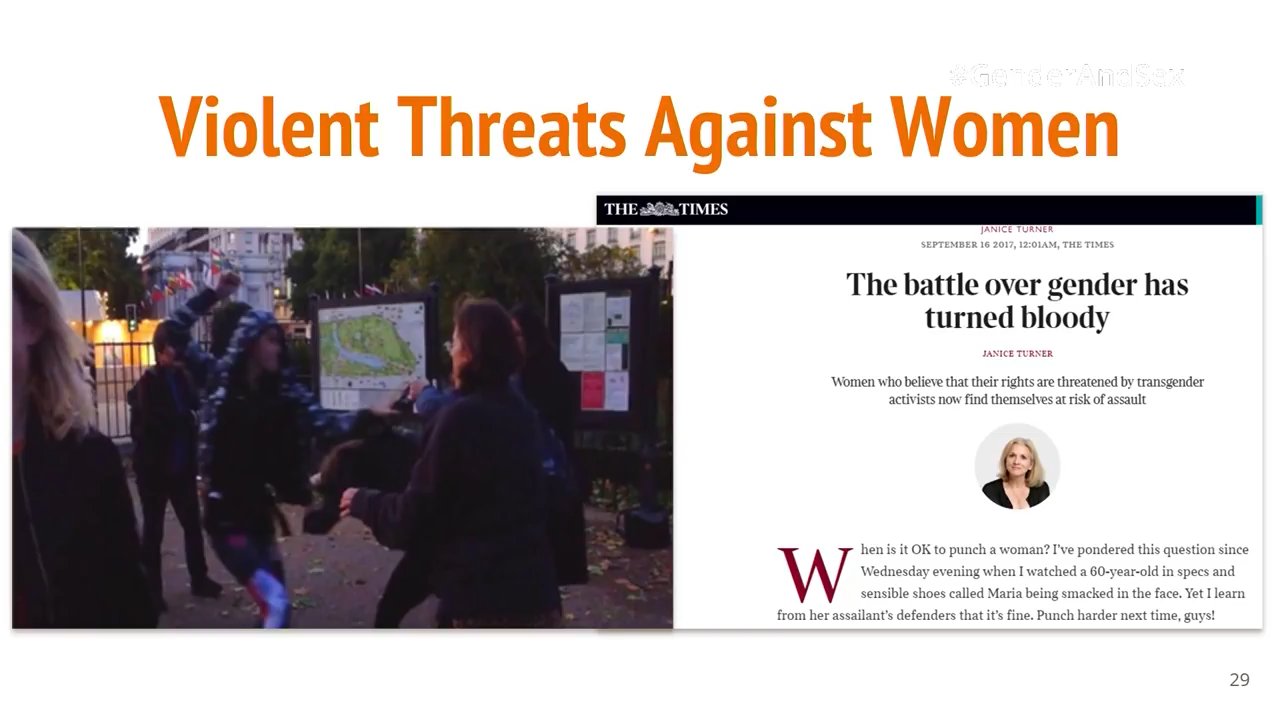 #GenderAndSex
Violent Threats Against Women
THE TIMES
JANICE TURNER
SEPTEMBER 16 2017, 12:01AM, THE TIMES
The battle over gender has
turned bloody
JANICE TURNER
Women who believe that their rights are threatened by transgender
activists now find themselves at risk of assault
When is it OK to punch a woman? I've pondered this question since
Wednesday evening when I watched a 60-year-old in specs and
sensible shoes called Maria being smacked in the face. Yet I learn
from her assailant's defenders that it's fine. Punch harder next time, guys!
29